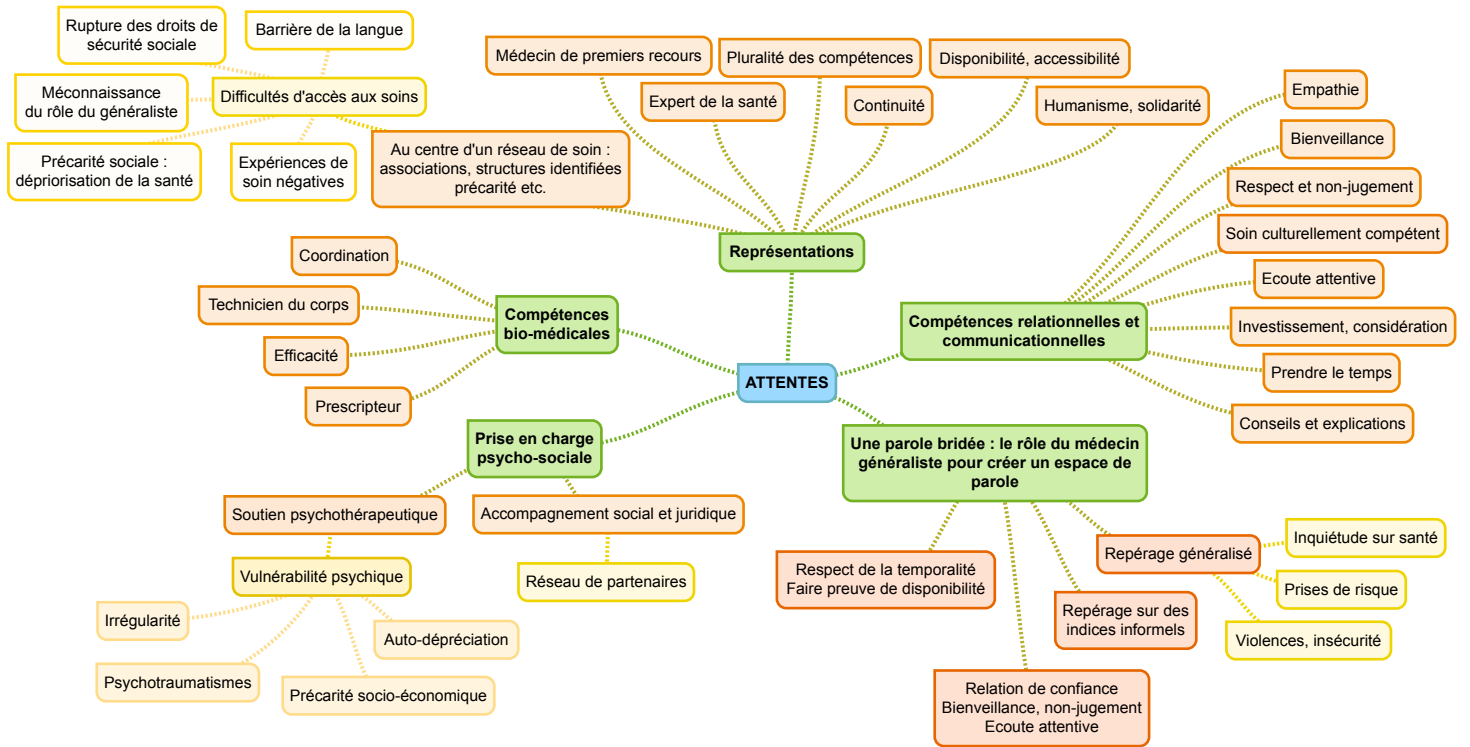 Rupture des droits de
sécurité sociale
Barrière de la langue
Méconnaissance
du rôle du généraliste
Difficultés d'accès aux soins
Précarité sociale :
dépriorisation de la santé
Expériences de
soin négatives
Au centre d'un réseau de soin :
associations, structures identifiées
précarité etc.
Médecin de premiers recours
Expert de la santé
Pluralité des compétences
Continuité
Disponibilité, accessibilité
Humanisme, solidarité
Représentations
Empathie
Bienveillance
Respect et non-jugement
Soin culturellement compétent
Ecoute attentive
Investissement, considération
Prendre le temps
Conseils et explications
Compétences relationnelles et
communicationnelles
Coordination
Technicien du corps
Efficacité
Prescripteur
Compétences
bio-médicales
ATTENTES
Prise en charge
psycho-sociale
Soutien psychothérapeutique
Accompagnement social et juridique
Vulnérabilité psychique
Réseau de partenaires
Irrégularité
Auto-dépréciation
Psychotraumatismes
Précarité socio-économique
Une parole bridée : le rôle du médecin
généraliste pour créer un espace de
parole
Respect de la temporalité
Faire preuve de disponibilité
Relation de confiance
Bienveillance, non-jugement
Ecoute attentive
Repérage sur des
indices informels
Repérage généralisé
Inquiétude sur santé
Prises de risque
Violences, insécurité